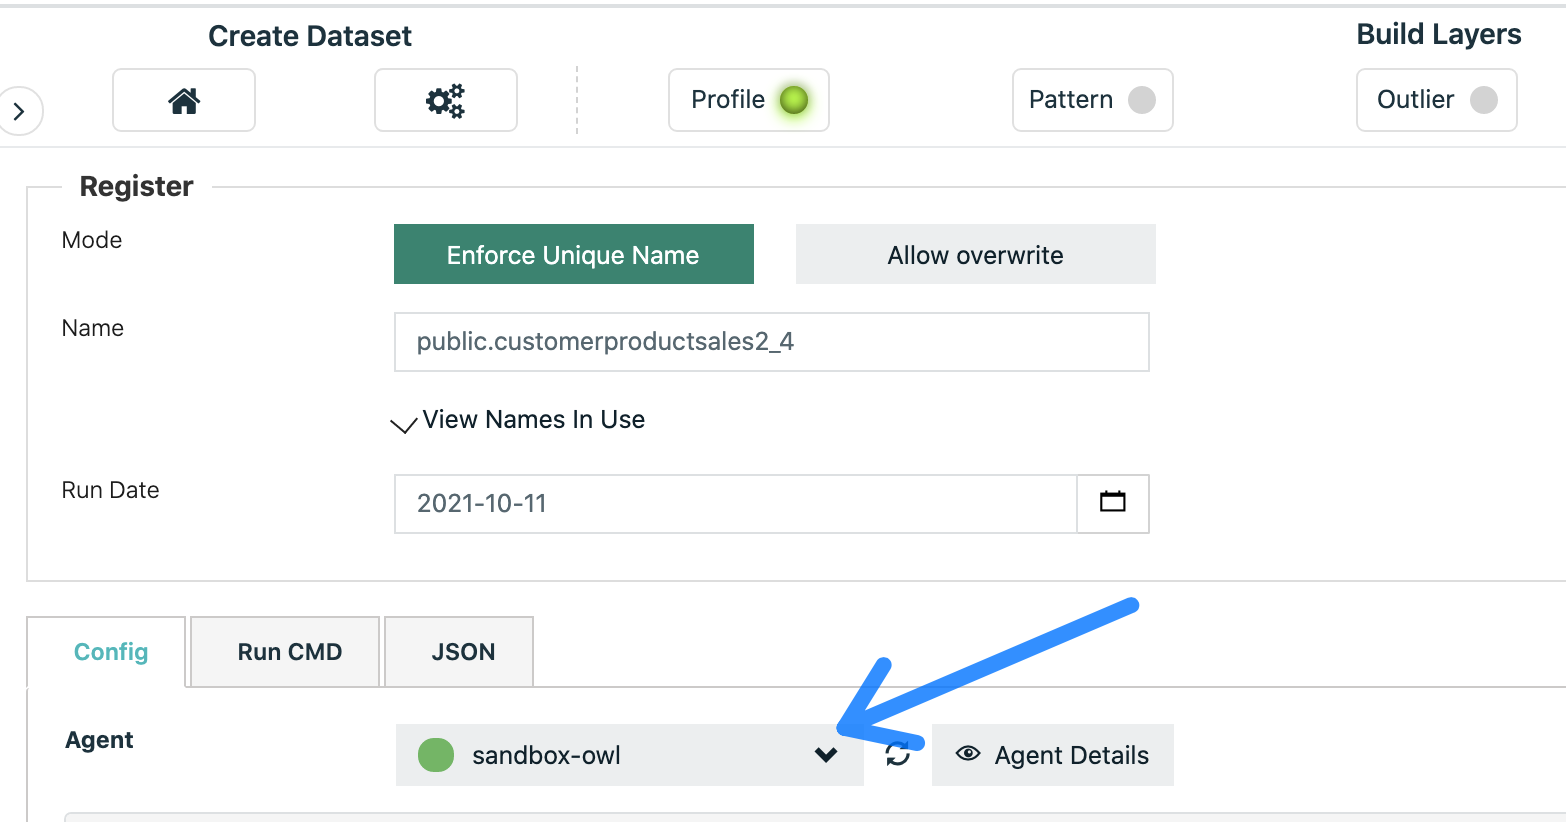 Create Dataset
Build Layers
Profile
Pattern
Outlier
Register
Mode
Enforce Unique Name
Allow overwrite
Name
public.customerproductsales2_4
View Names In Use
Run Date
2021-10-11
Config
Run CMD
JSON
Agent
sandbox-owl
Agent Details